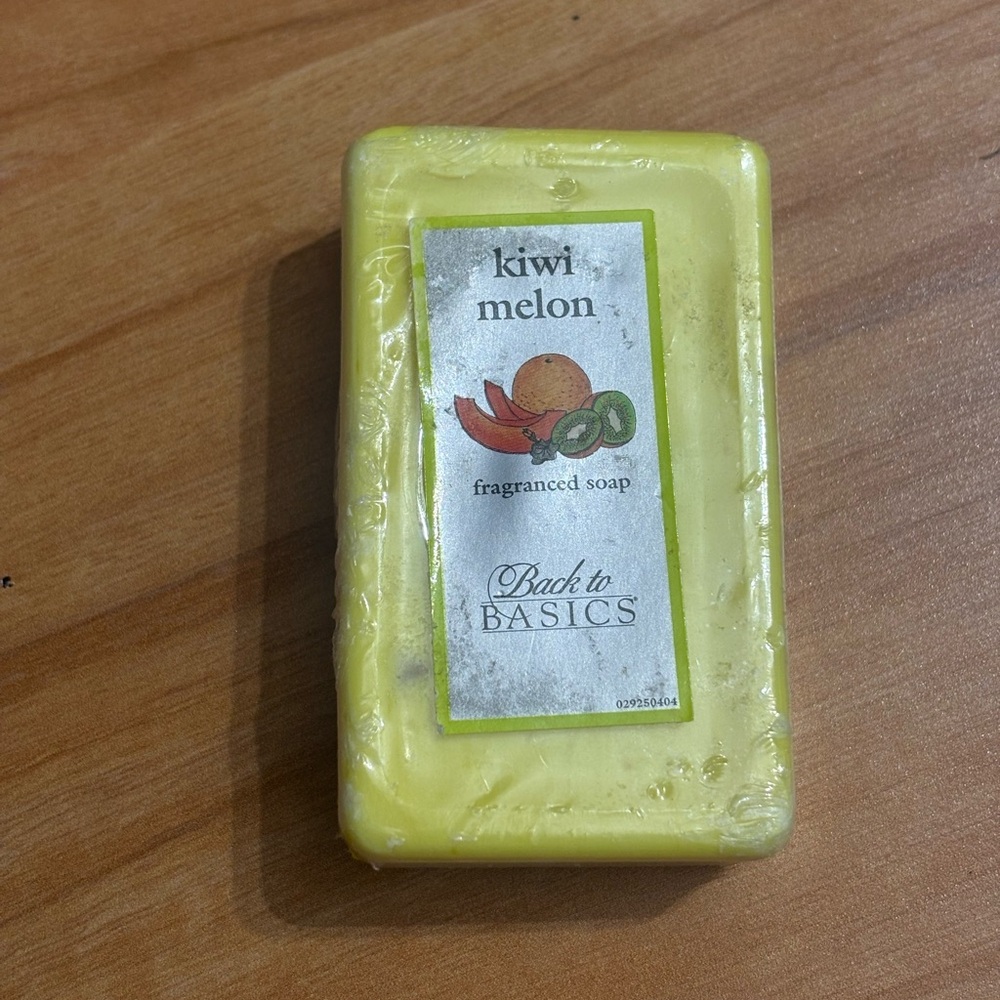 kiwi
melon
fragranced soap
Back to
BASICS
029250404